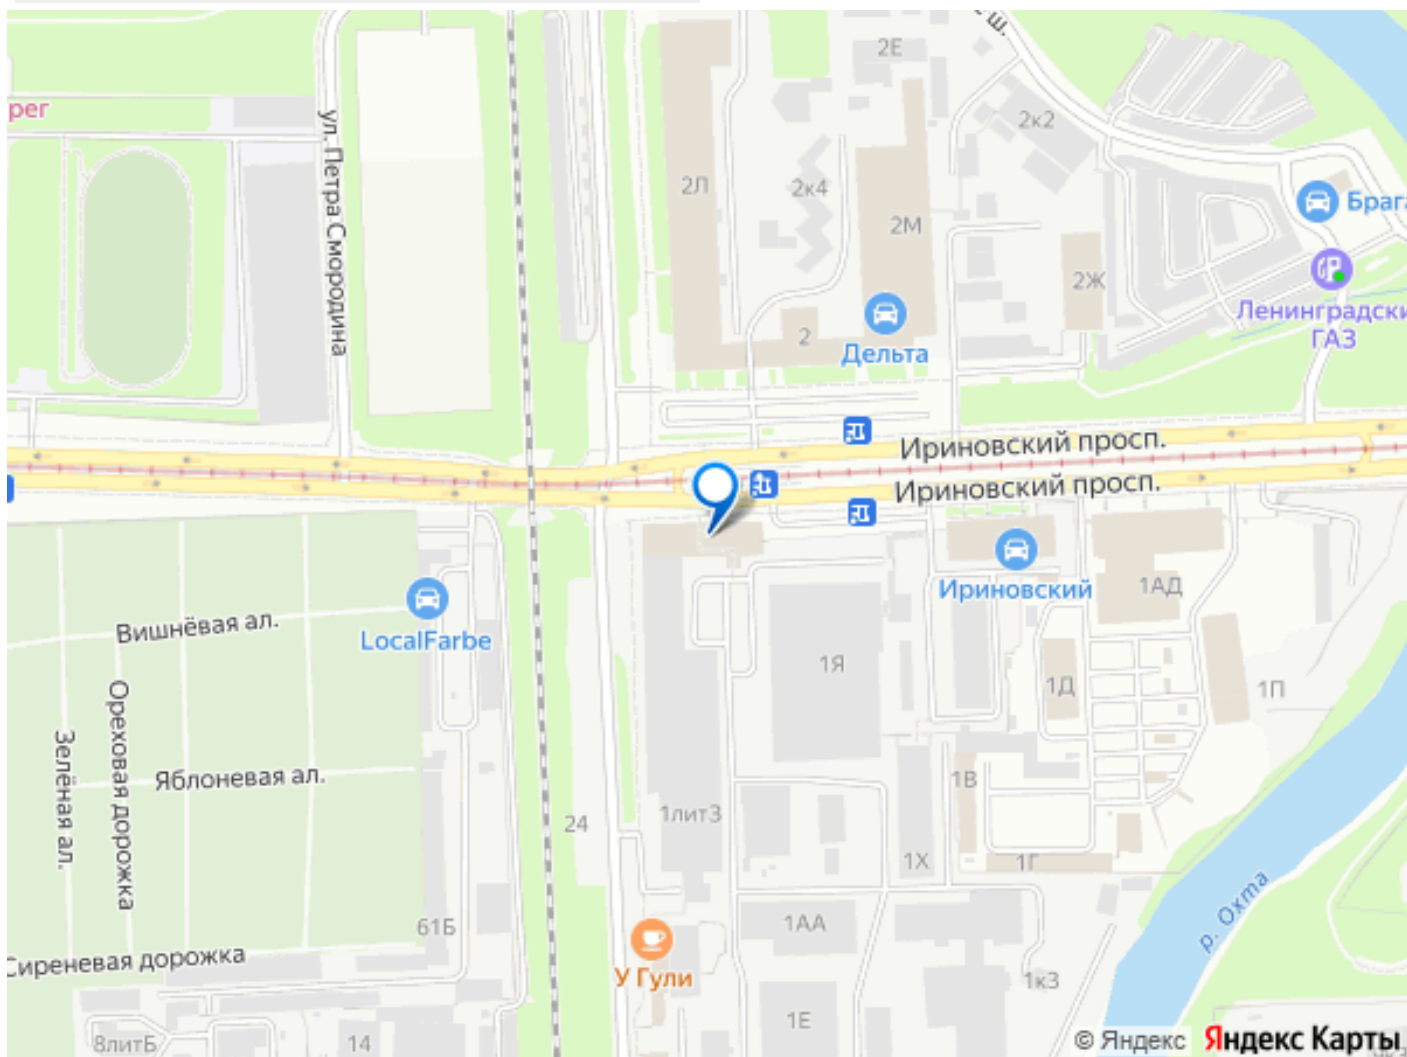 ш.
2Е
рег
ул. Петра Смородина
2к2
2Л
2к4
2М
Брага
2Ж
Ленинградски
ГАЗ
2
Дельта
Ириновский просп.
Ириновский просп.
Ириновский
1АД
LocalFarbe
Вишнёвая ал.
1Я
1Д
1П
Ореховая дорожка
Зелёная ал.
Яблоневая ал.
1В
24
1лит3
1Х
1Г
р. Охта
61Б
1АА
Сиреневая дорожка
У Гули
1к3
1Е
8литБ
14
© Яндекс Яндекс Карты